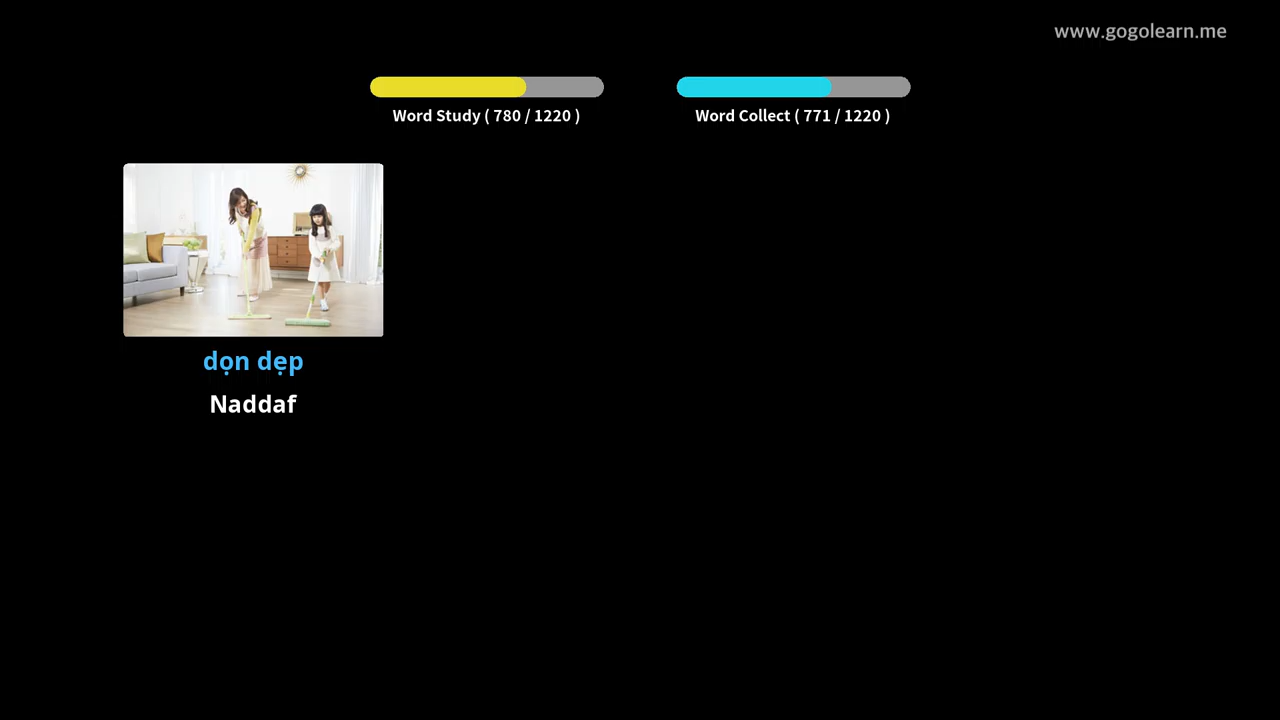 www.gogolearn.me
Word Study ( 780 / 1220 )
Word Collect ( 771 / 1220 )
dọn dẹp
Naddaf